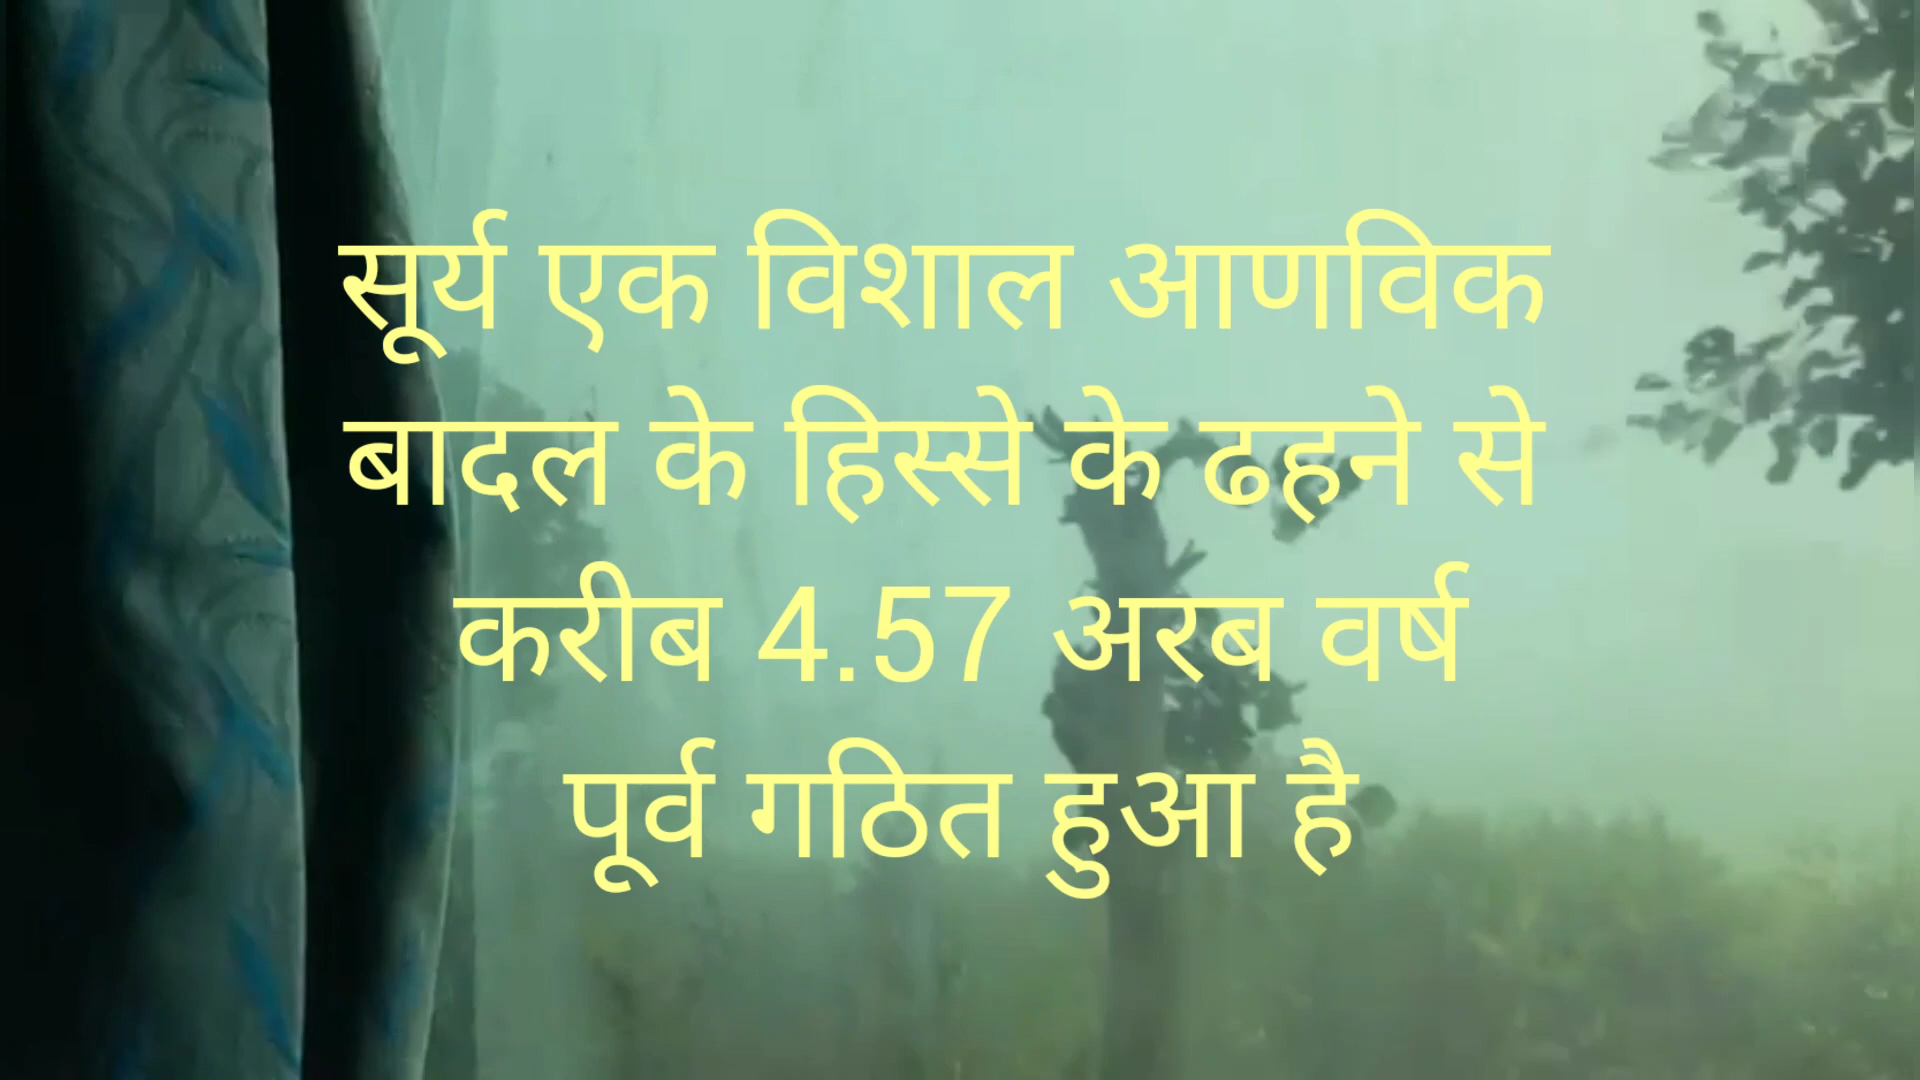 सूर्य एक विशाल आणविक
बादल के हिस्से के ढहने से
करीब 4.57 अरब वर्ष
पूर्व गठित हुआ है